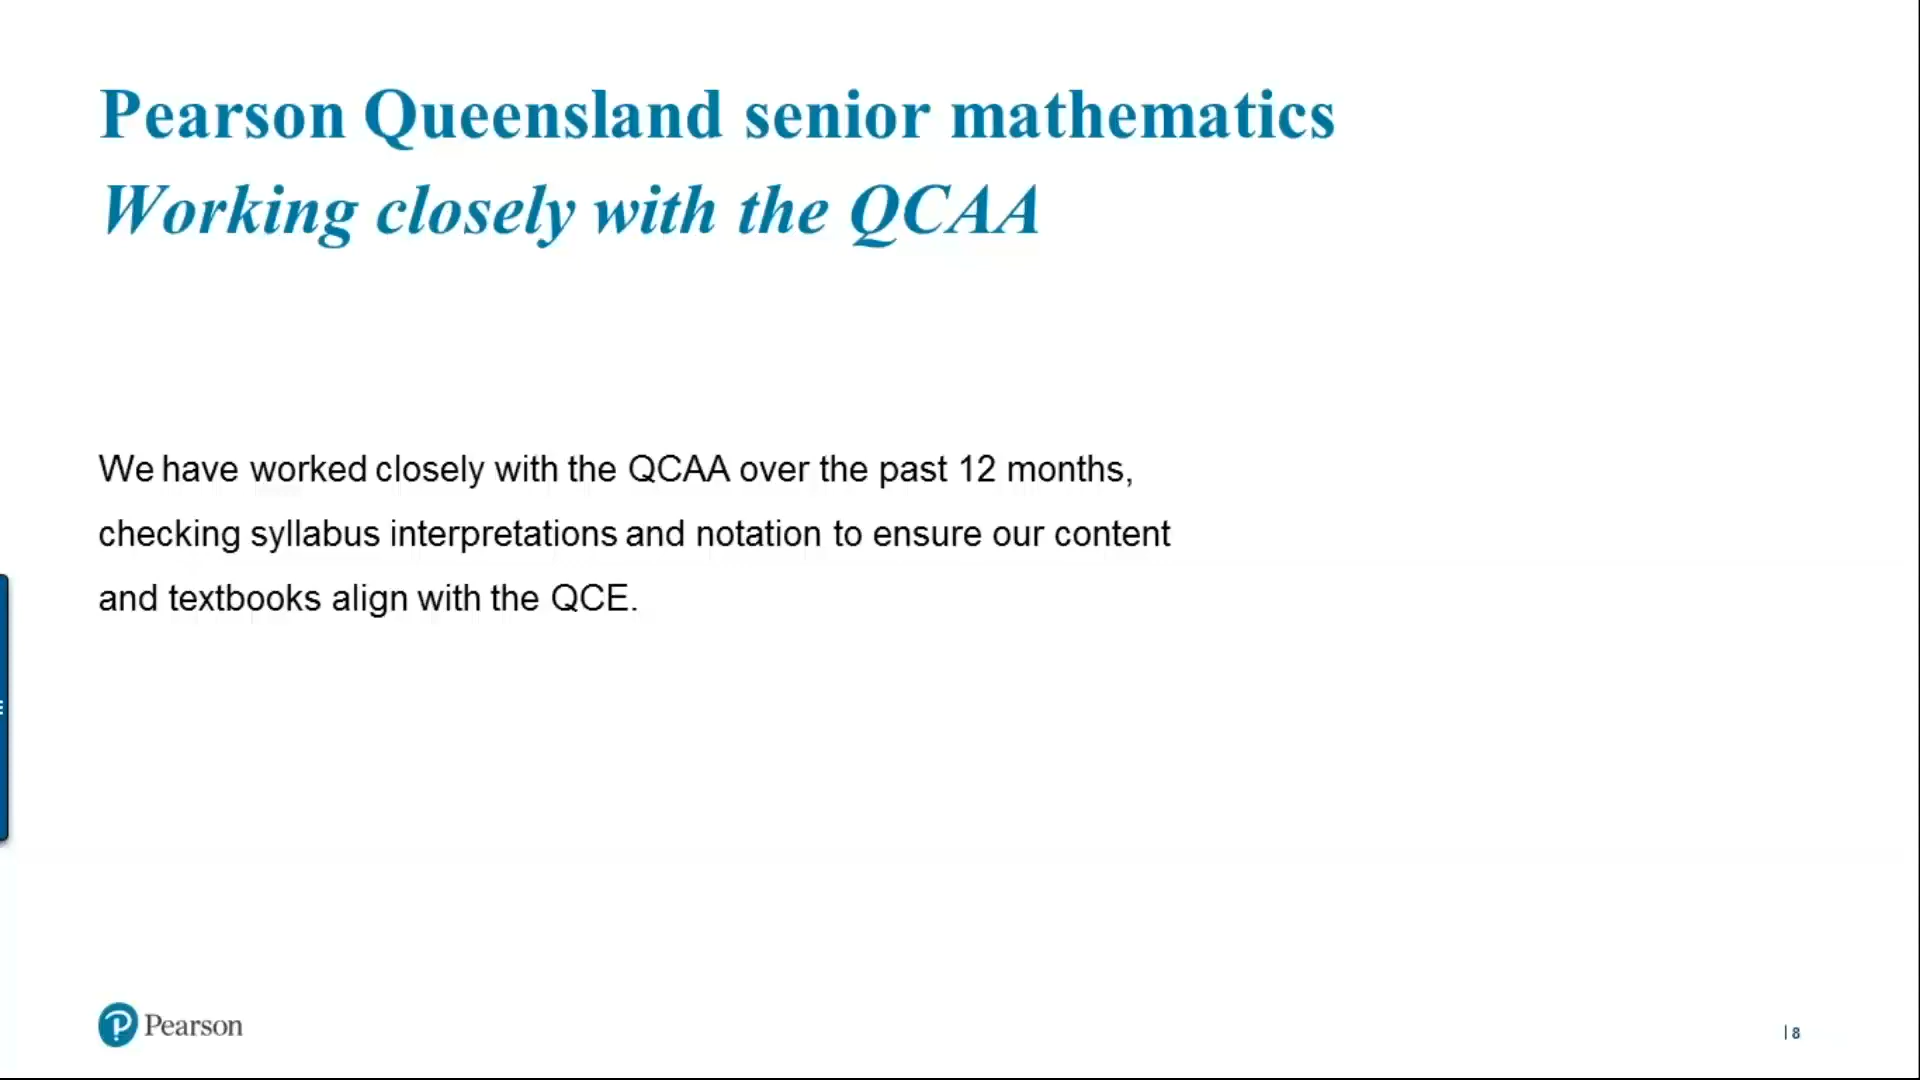 Pearson Queensland senior mathematics
Working closely with the QCAA
We have worked closely with the QCAA over the past 12 months,
checking syllabus interpretations and notation to ensure our content
and textbooks align with the QCE.
Pearson
| 8